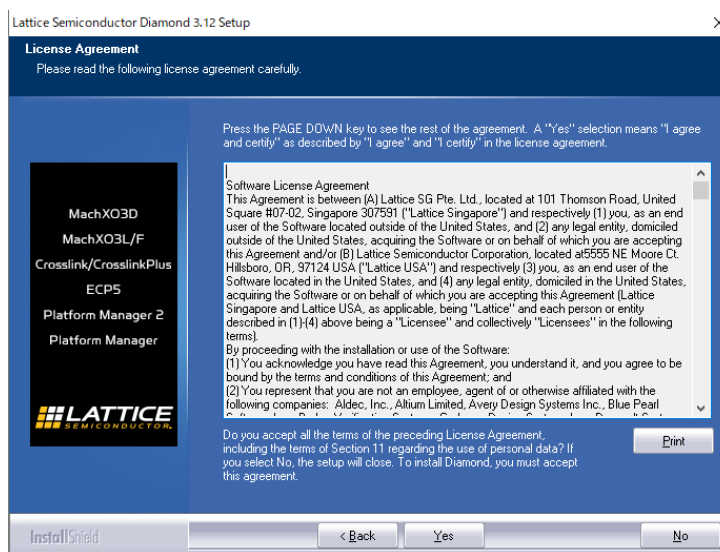 Lattice Semiconductor Diamond 3.12 Setup
License Agreement
Please read the following license agreement carefully.
Press the PAGE DOWN key to see the rest of the agreement. A "Yes" selection means "I agree
and certify" as described by "I agree" and "I certify" in the license agreement.
Software License Agreement
This Agreement is between (A) Lattice SG Pte. Ltd., located at 101 Thomson Road, United
Square #07-02, Singapore 307591 ("Lattice Singapore") and respectively (1) you, as an end
user of the Software located outside of the United States, and (2) any legal entity, domiciled
outside of the United States, acquiring the Software or on behalf of which you are accepting
this Agreement and/or (B) Lattice Semiconductor Corporation, located at5555 NE Moore Ct.
Hillsboro, OR, 97124 USA ("Lattice USA") and respectively (3) you, as an end user of the
Software located in the United States, and (4) any legal entity, domiciled in the United States,
acquiring the Software or on behalf of which you are accepting this Agreement (Lattice
Singapore and Lattice USA, as applicable, being "Lattice" and each person or entity
described in (1)-(4) above being a "Licensee" and collectively "Licensees" in the following
terms).
By proceeding with the installation or use of the Software:
(1) You acknowledge you have read this Agreement, you understand it, and you agree to be
bound by the terms and conditions of this Agreement; and
(2) You represent that you are not an employee, agent of or otherwise affiliated with the
following companies: Aldec, Inc., Altium Limited, Avery Design Systems Inc., Blue Pearl
MachXO3D
MachXO3L/F
Crosslink/CrosslinkPlus
ECP5
Platform Manager 2
Platform Manager
LATTICE
SEMICONDUCTOR.
Do you accept all the terms of the preceding License Agreement,
including the terms of Section 11 regarding the use of personal data? If
you select No, the setup will close. To install Diamond, you must accept
this agreement.
Print
InstallShield
< Back
Yes
No